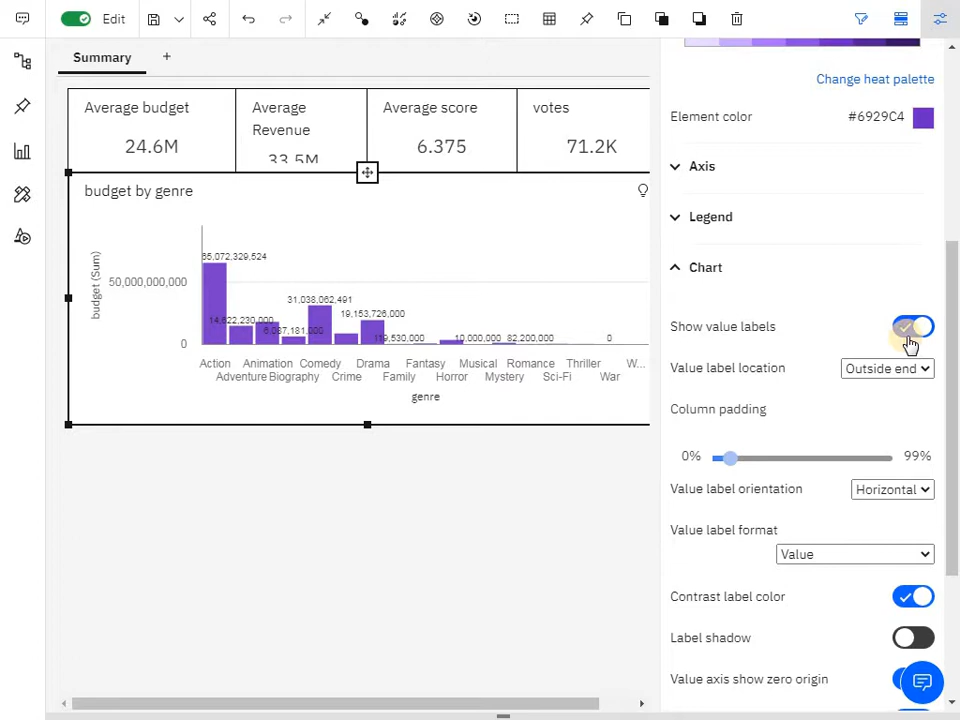 Edit
Summary
+
Average budget
24.6M
Average
Revenue
33.5M
Average score
6.375
votes
71.2K
budget by genre
budget (Sum)
50,000,000,000
0
65,072,329,524
14,622,230,000
6,087,181,000
31,038,062,491
19,153,726,000
119,530,000
10,000,000
82,200,000
0
Action
Animation
Comedy
Drama
Fantasy
Musical
Romance
Thriller
W...
Adventure
Biography
Crime
Family
Horror
Mystery
Sci-Fi
War
genre
Change heat palette
Element color
#6929C4
Axis
Legend
Chart
Show value labels
Value label location
Outside end
Column padding
0%
99%
Value label orientation
Horizontal
Value label format
Value
Contrast label color
Label shadow
Value axis show zero origin